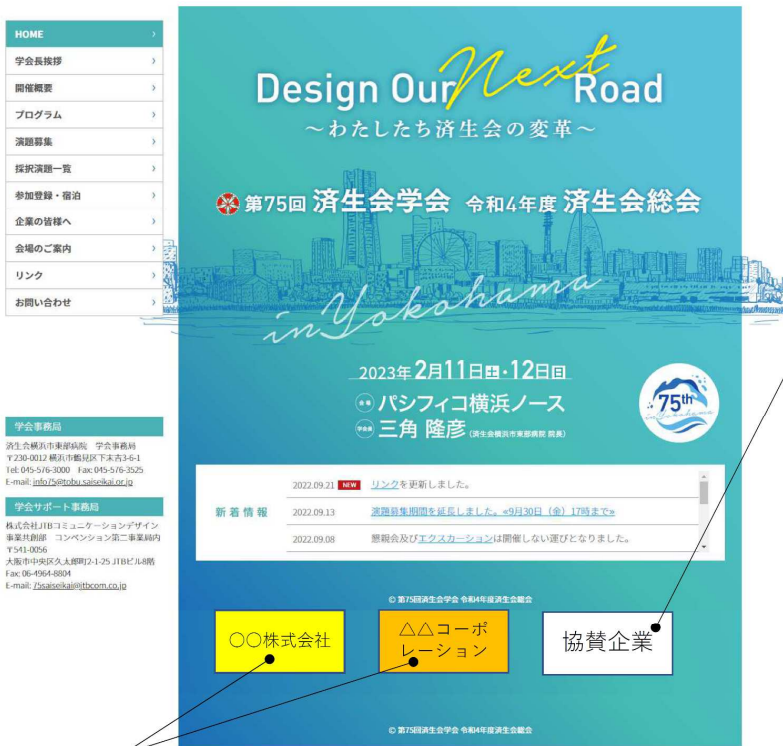 HOME
学会長挨拶
開催概要
プログラム
演題募集
採択演題一覧
参加登録・宿泊
企業の皆様へ
会場のご案内
リンク
お問い合わせ
学会事務局
済生会横浜市東部病院　学会事務局
〒230-0012 横浜市鶴見区下末吉3-6-1
Tel: 045-576-3000　Fax: 045-576-3525
E-mail: info75@tobu.saiseikai.or.jp
学会サポート事務局
株式会社JTBコミュニケーションデザイン
事業共創部　コンベンション第二事業局内
〒541-0056
大阪市中央区久太郎町2-1-25 JTBビル8階
Fax: 06-4964-8804
E-mail: 75saiseikai@jtbcom.co.jp
Design Our Next Road
～わたしたち済生会の変革～
第75回 済生会学会 令和4年度 済生会総会
in Yokohama
2023年2月11日土・12日日
会場 パシフィコ横浜ノース
学会長 三角 隆彦 (済生会横浜市東部病院 院長)
75th
in Yokohama
新着情報
2022.09.21 NEW リンクを更新しました。
2022.09.13 演題募集期間を延長しました。≪9月30日（金）17時まで≫
2022.09.08 懇親会及びエクスカーションは開催しない運びとなりました。
© 第75回済生会学会 令和4年度済生会総会
〇〇株式会社
△△コーポ
レーション
協賛企業
© 第75回済生会学会 令和4年度済生会総会